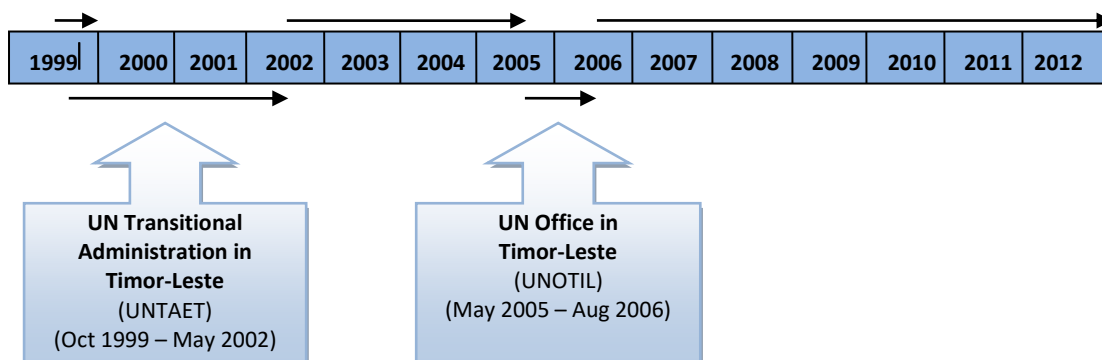 1999 2000 2001 2002 2003 2004 2005 2006 2007 2008 2009 2010 2011 2012
UN Transitional
Administration in
Timor-Leste
(UNTAET)
(Oct 1999 – May 2002)
UN Office in
Timor-Leste
(UNOTIL)
(May 2005 – Aug 2006)